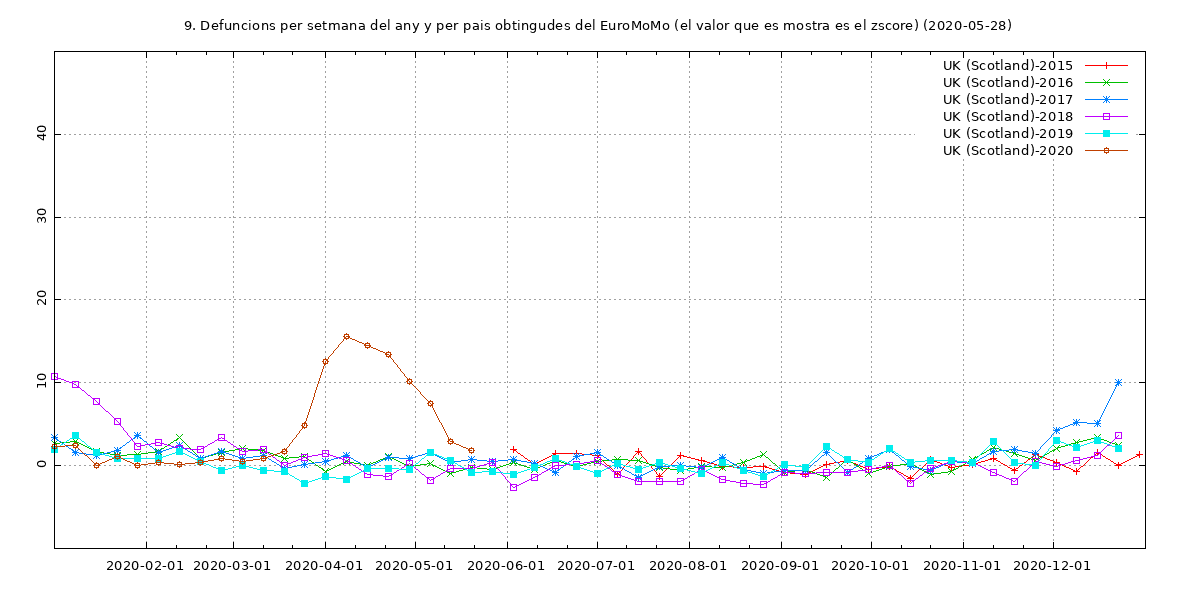 9. Defuncions per setmana del any y per pais obtingudes del EuroMoMo (el valor que es mostra es el zscore) (2020-05-28)
UK (Scotland)-2015
UK (Scotland)-2016
UK (Scotland)-2017
UK (Scotland)-2018
UK (Scotland)-2019
UK (Scotland)-2020
40
30
20
10
0
2020-02-01 2020-03-01 2020-04-01 2020-05-01 2020-06-01 2020-07-01 2020-08-01 2020-09-01 2020-10-01 2020-11-01 2020-12-01